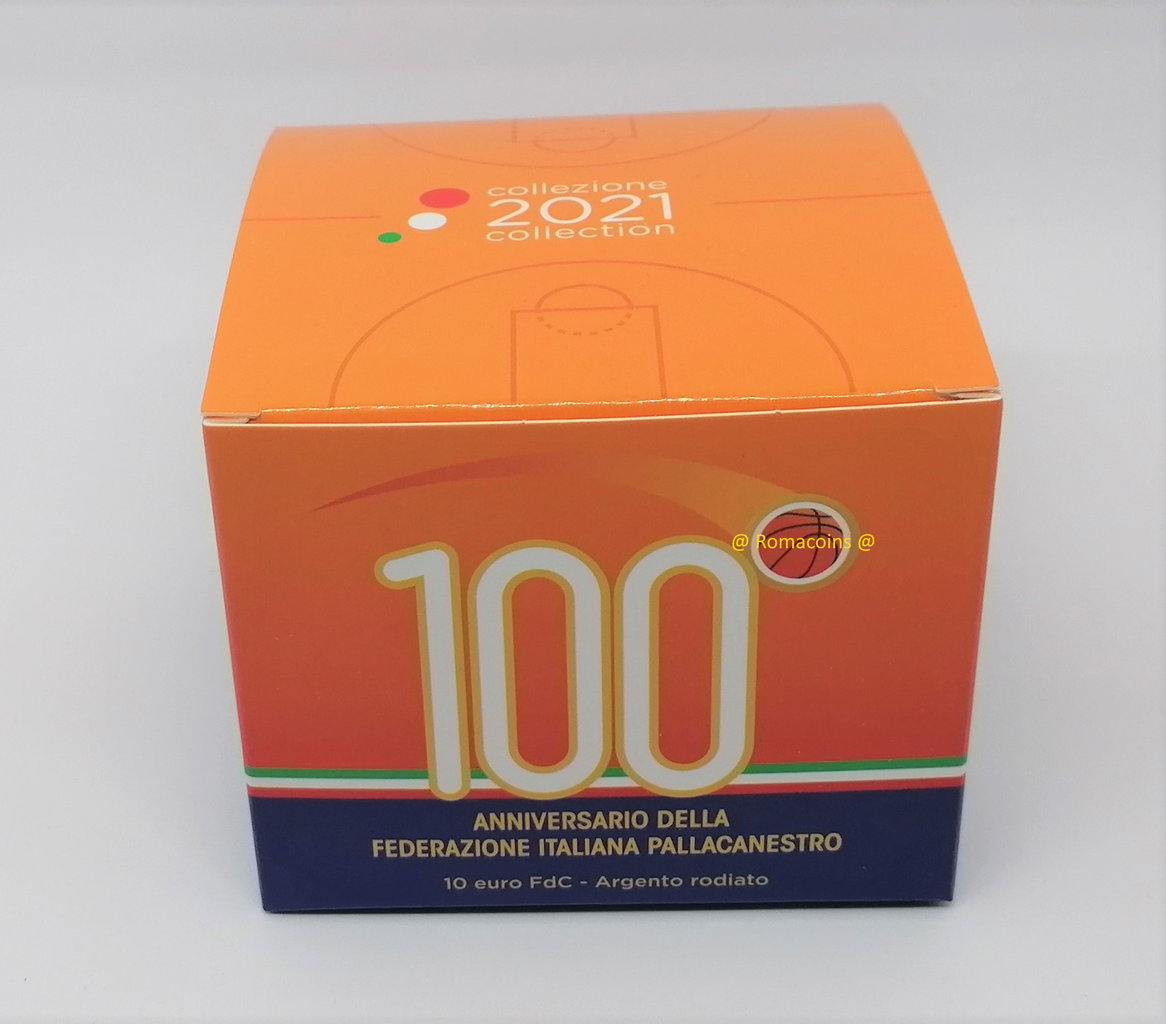 collezione
2021
collection
@ Romacoins @
100°
ANNIVERSARIO DELLA
FEDERAZIONE ITALIANA PALLACANESTRO
10 euro FdC - Argento rodiato